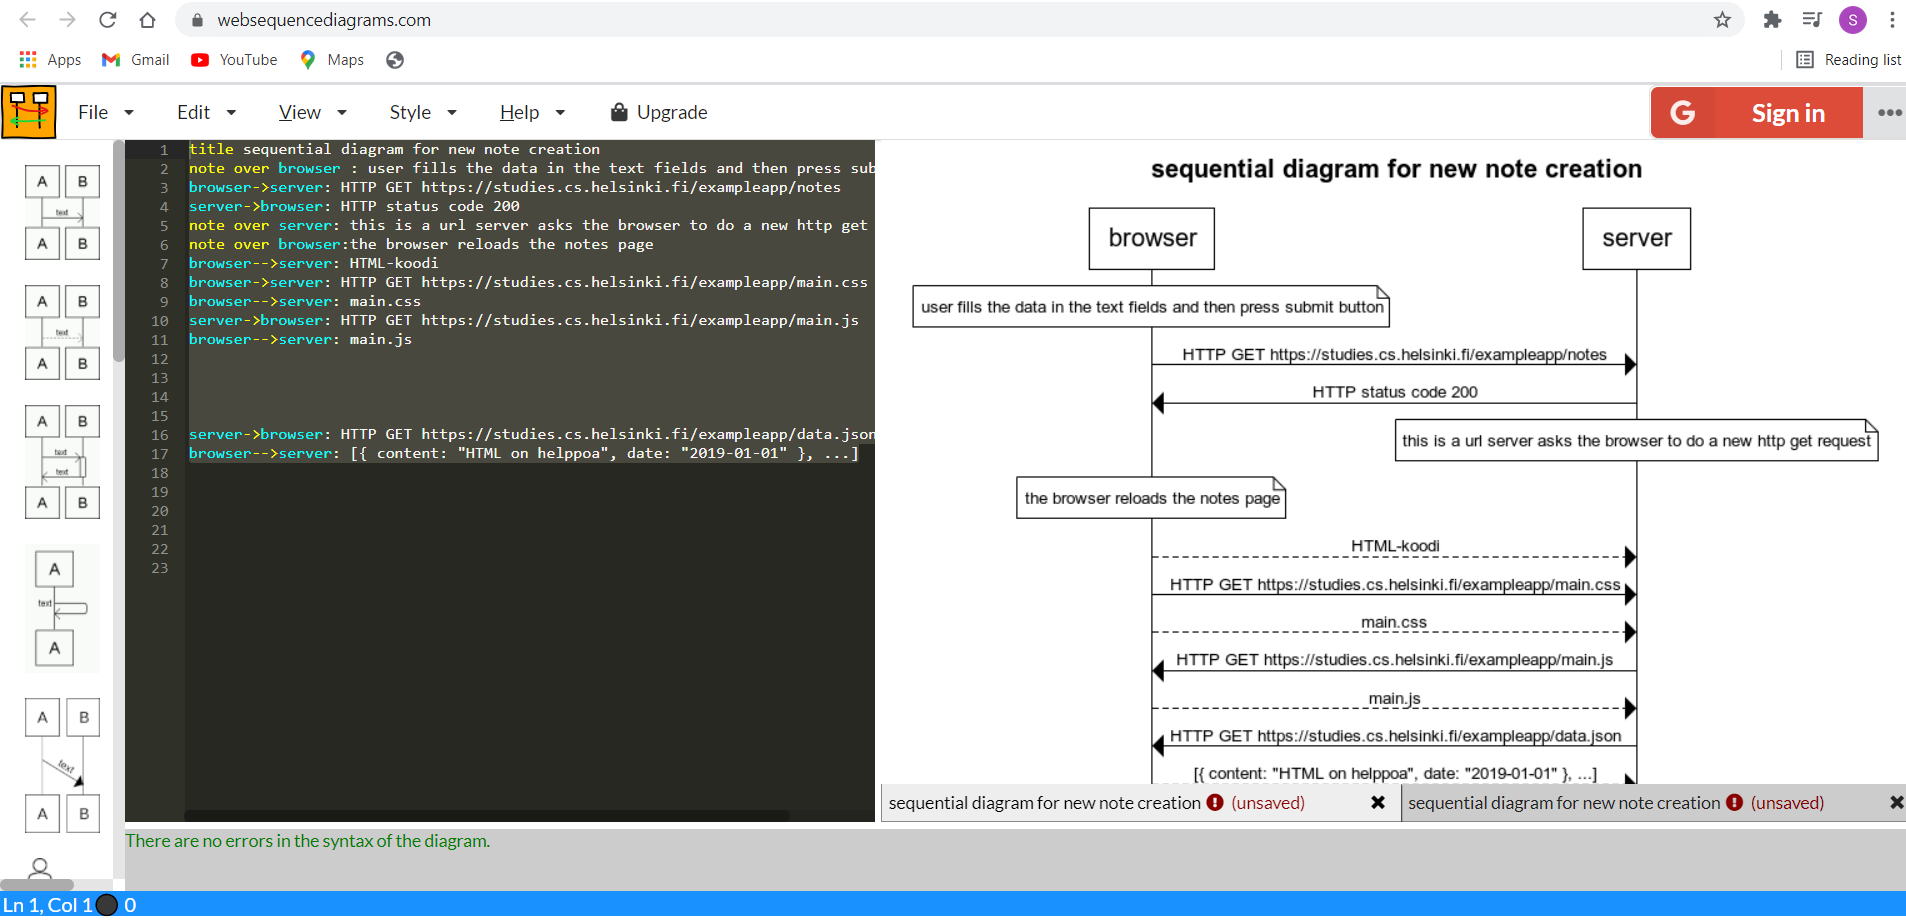 websequencediagrams.com
S
Apps Gmail YouTube Maps Reading list
File Edit View Style Help Upgrade G Sign in
A B
text
A B
A B
text
A B
A B
text
text
A B
A
text
A
A B
text
A B
1 title sequential diagram for new note creation
2 note over browser : user fills the data in the text fields and then press sub
3 browser->server: HTTP GET https://studies.cs.helsinki.fi/exampleapp/notes
4 server->browser: HTTP status code 200
5 note over server: this is a url server asks the browser to do a new http get
6 note over browser:the browser reloads the notes page
7 browser-->server: HTML-koodi
8 browser->server: HTTP GET https://studies.cs.helsinki.fi/exampleapp/main.css
9 browser-->server: main.css
10 server->browser: HTTP GET https://studies.cs.helsinki.fi/exampleapp/main.js
11 browser-->server: main.js
12
13
14
15
16 server->browser: HTTP GET https://studies.cs.helsinki.fi/exampleapp/data.json
17 browser-->server: [{ content: "HTML on helppoa", date: "2019-01-01" }, ...]
18
19
20
21
22
23
sequential diagram for new note creation
browser server
user fills the data in the text fields and then press submit button
HTTP GET https://studies.cs.helsinki.fi/exampleapp/notes
HTTP status code 200
this is a url server asks the browser to do a new http get request
the browser reloads the notes page
HTML-koodi
HTTP GET https://studies.cs.helsinki.fi/exampleapp/main.css
main.css
HTTP GET https://studies.cs.helsinki.fi/exampleapp/main.js
main.js
HTTP GET https://studies.cs.helsinki.fi/exampleapp/data.json
[{ content: "HTML on helppoa", date: "2019-01-01" }, ...]
sequential diagram for new note creation (unsaved) sequential diagram for new note creation (unsaved)
There are no errors in the syntax of the diagram.
Ln 1, Col 1 0